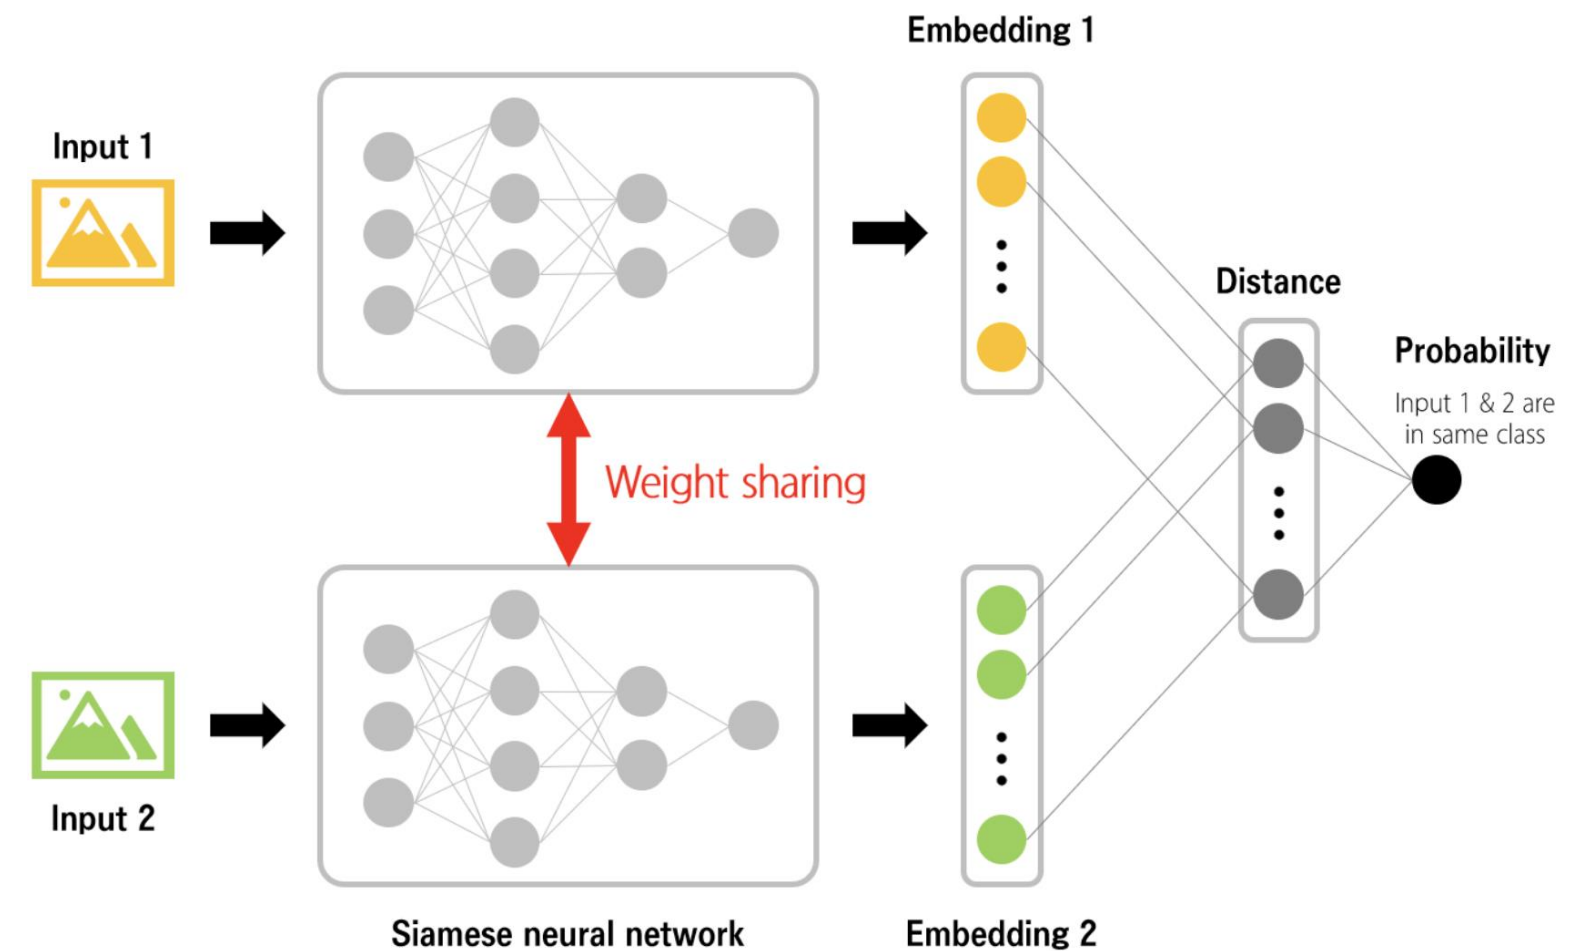 Embedding 1
Input 1
Distance
Probability
Input 1 & 2 are
in same class
Weight sharing
Input 2
Siamese neural network
Embedding 2